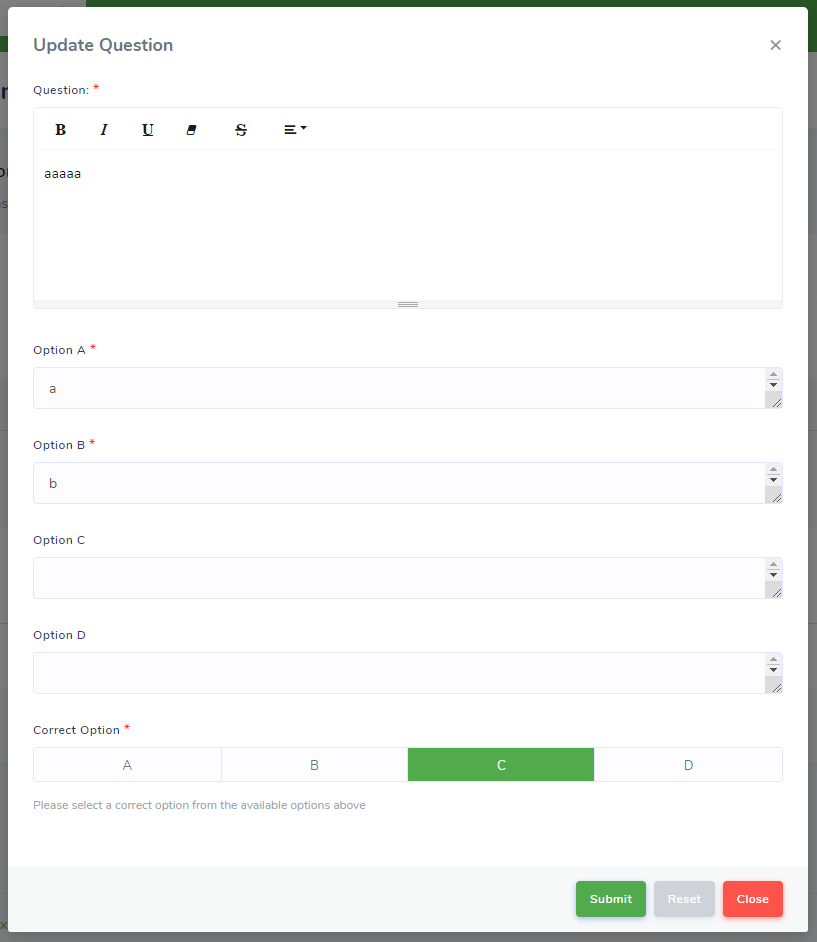 Update Question ×
Question: *
B I U S
aaaaa
Option A *
a
Option B *
b
Option C
Option D
Correct Option *
A B C D
Please select a correct option from the available options above
Submit Reset Close